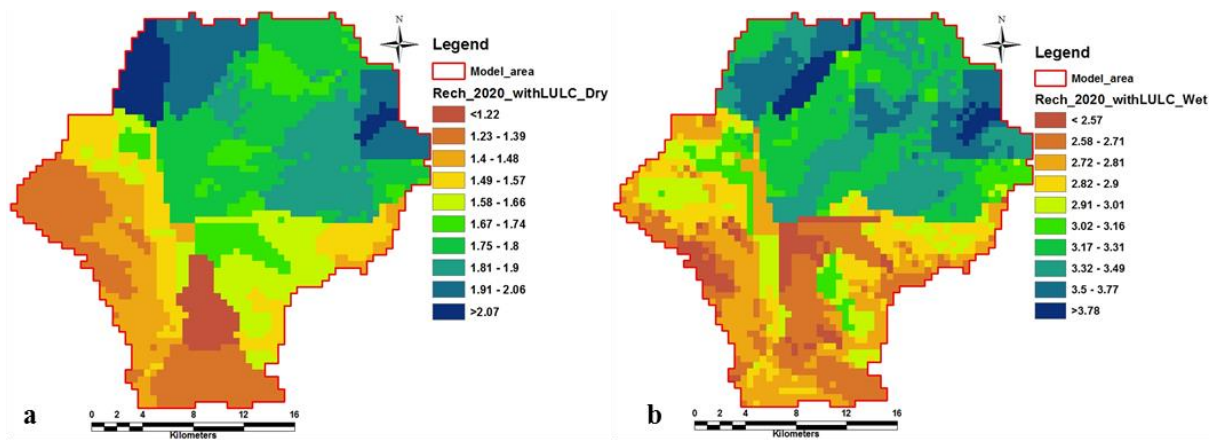 N
Legend
Model_area
Rech_2020_withLULC_Dry
<1.22
1.23 - 1.39
1.4 - 1.48
1.49 - 1.57
1.58 - 1.66
1.67 - 1.74
1.75 - 1.8
1.81 - 1.9
1.91 - 2.06
>2.07
a
0 2 4 8 12 16
Kilometers
N
Legend
Model_area
Rech_2020_withLULC_Wet
< 2.57
2.58 - 2.71
2.72 - 2.81
2.82 - 2.9
2.91 - 3.01
3.02 - 3.16
3.17 - 3.31
3.32 - 3.49
3.5 - 3.77
>3.78
b
0 2 4 8 12 16
Kilometers